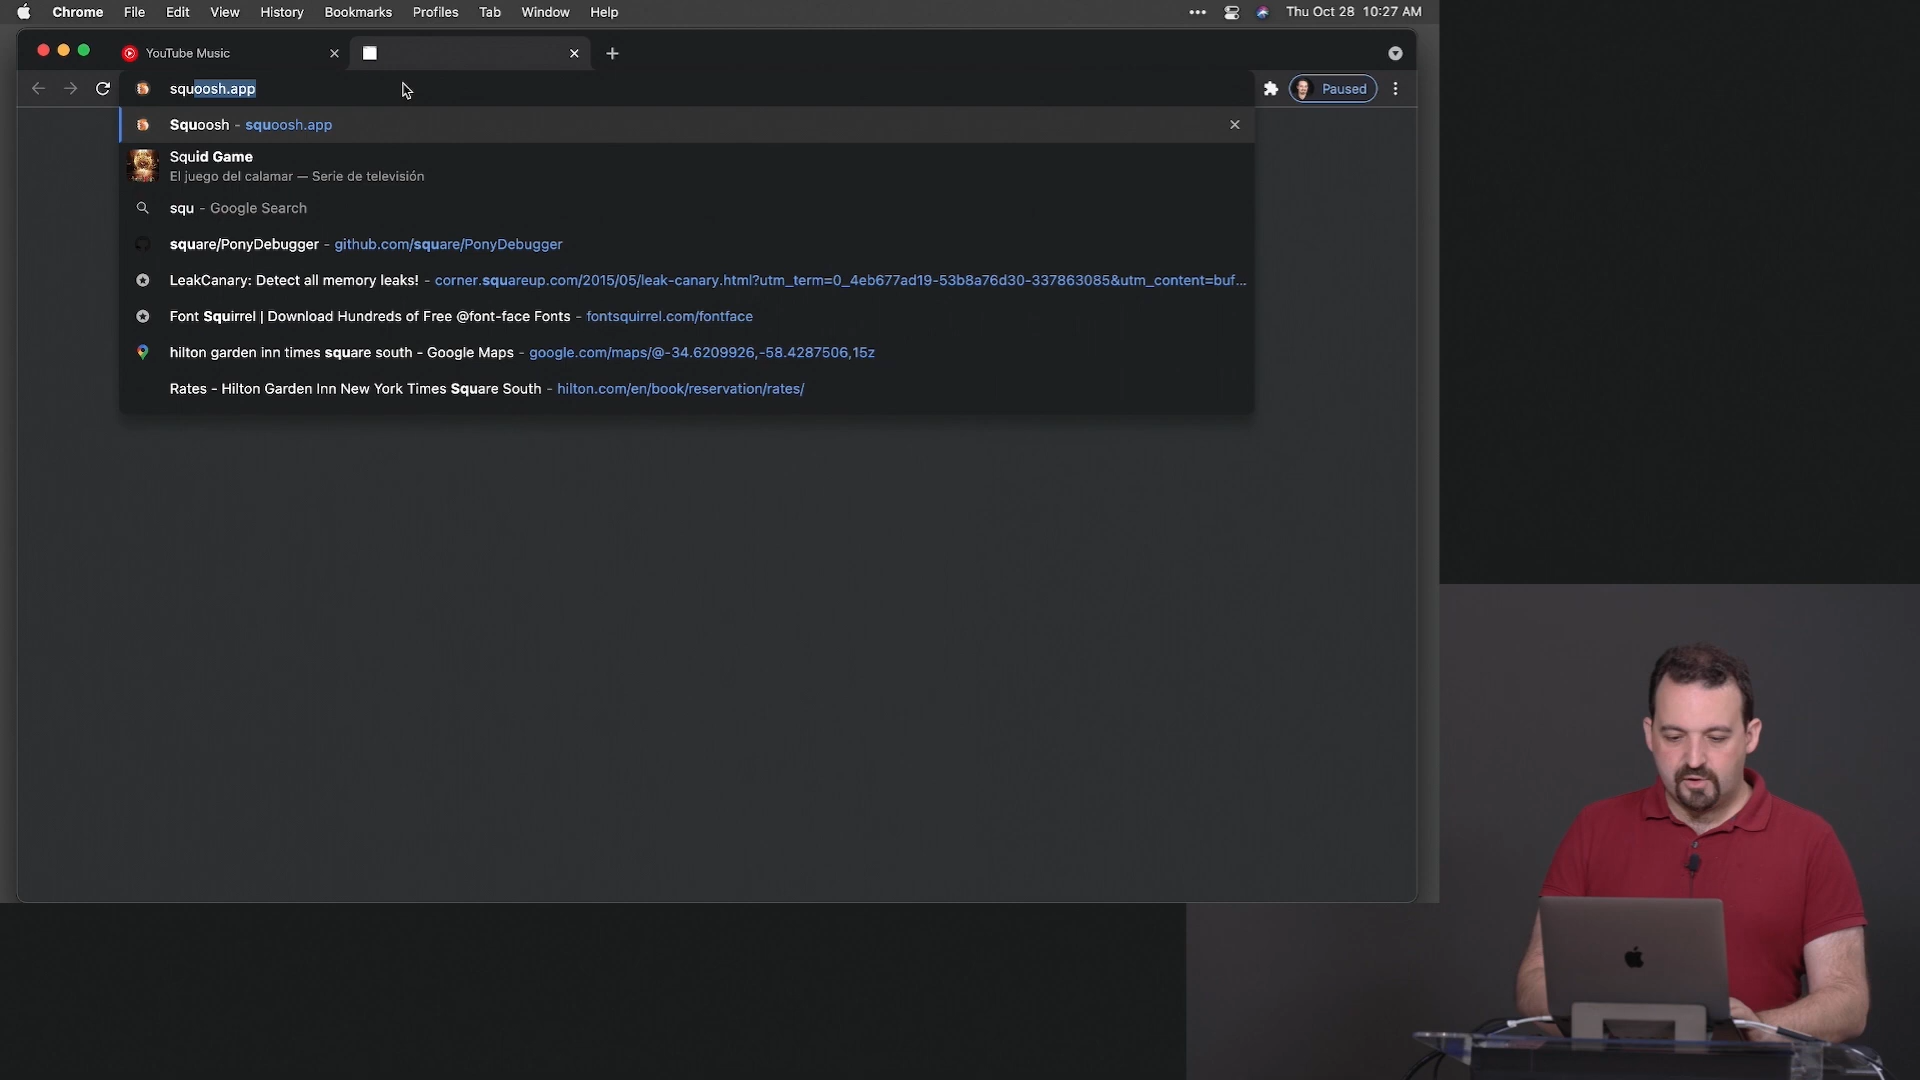 Chrome File Edit View History Bookmarks Profiles Tab Window Help Thu Oct 28 10:27 AM
YouTube Music
squoosh.app Paused
Squoosh - squoosh.app
Squid Game
El juego del calamar — Serie de televisión
squ - Google Search
square/PonyDebugger - github.com/square/PonyDebugger
LeakCanary: Detect all memory leaks! - corner.squareup.com/2015/05/leak-canary.html?utm_term=0_4eb677ad19-53b8a76d30-337863085&utm_content=buf...
Font Squirrel | Download Hundreds of Free @font-face Fonts - fontsquirrel.com/fontface
hilton garden inn times square south - Google Maps - google.com/maps/@-34.6209926,-58.4287506,15z
Rates - Hilton Garden Inn New York Times Square South - hilton.com/en/book/reservation/rates/